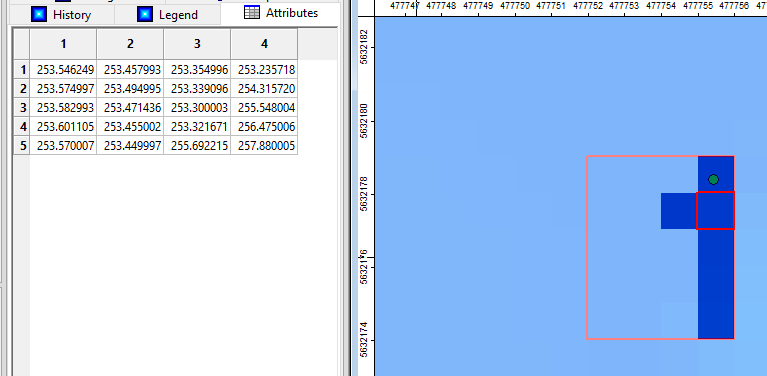 History Legend Attributes
1 2 3 4
1 253.546249 253.457993 253.354996 253.235718
2 253.574997 253.494995 253.339096 254.315720
3 253.582993 253.471436 253.300003 255.548004
4 253.601105 253.455002 253.321671 256.475006
5 253.570007 253.449997 255.692215 257.880005
477747 477748 477749 477750 477751 477752 477753 477754 477755 477756
5632182
5632180
5632178
5632176
5632174